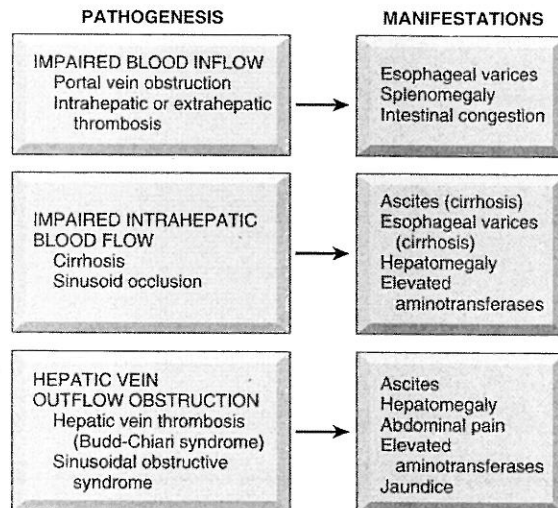 PATHOGENESIS
MANIFESTATIONS
IMPAIRED BLOOD INFLOW
Portal vein obstruction
Intrahepatic or extrahepatic
thrombosis
Esophageal varices
Splenomegaly
Intestinal congestion
IMPAIRED INTRAHEPATIC
BLOOD FLOW
Cirrhosis
Sinusoid occlusion
Ascites (cirrhosis)
Esophageal varices
(cirrhosis)
Hepatomegaly
Elevated
aminotransferases
HEPATIC VEIN
OUTFLOW OBSTRUCTION
Hepatic vein thrombosis
(Budd-Chiari syndrome)
Sinusoidal obstructive
syndrome
Ascites
Hepatomegaly
Abdominal pain
Elevated
aminotransferases
Jaundice